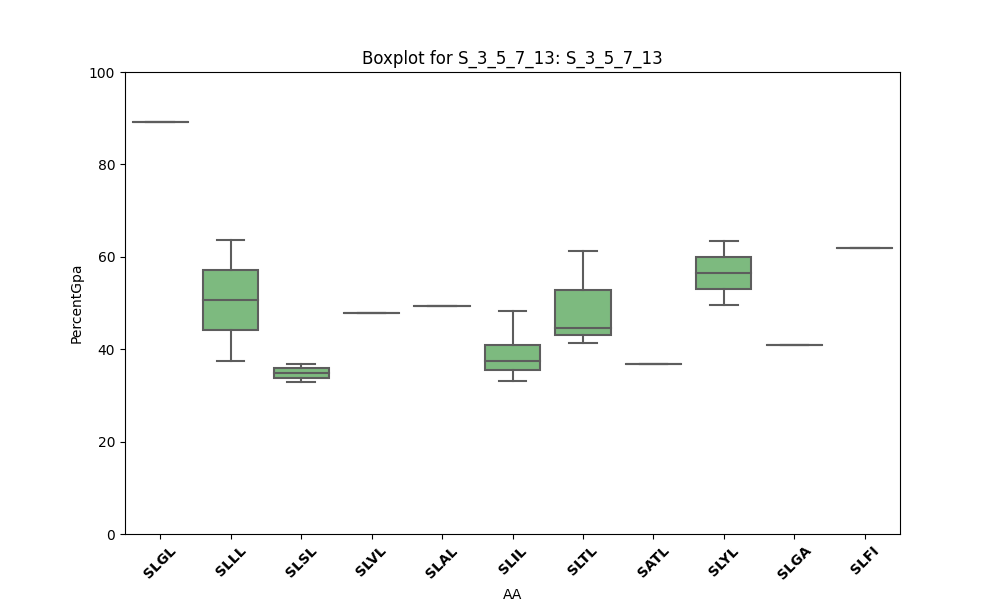 Boxplot for S_3_5_7_13: S_3_5_7_13
PercentGpa
100
80
60
40
20
0
SLGL SLLL SLSL SLVL SLAL SLIL SLTL SATL SLYL SLGA SLFI
AA